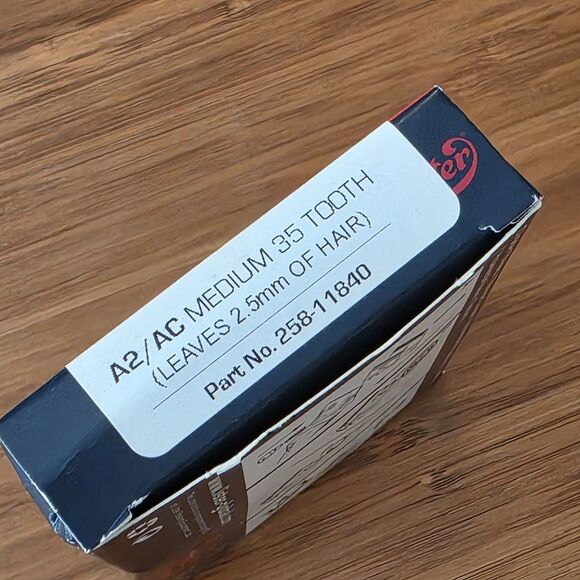 A2/AC MEDIUM 35 TOOTH
(LEAVES 2.5mm OF HAIR)
Part No. 258-11840